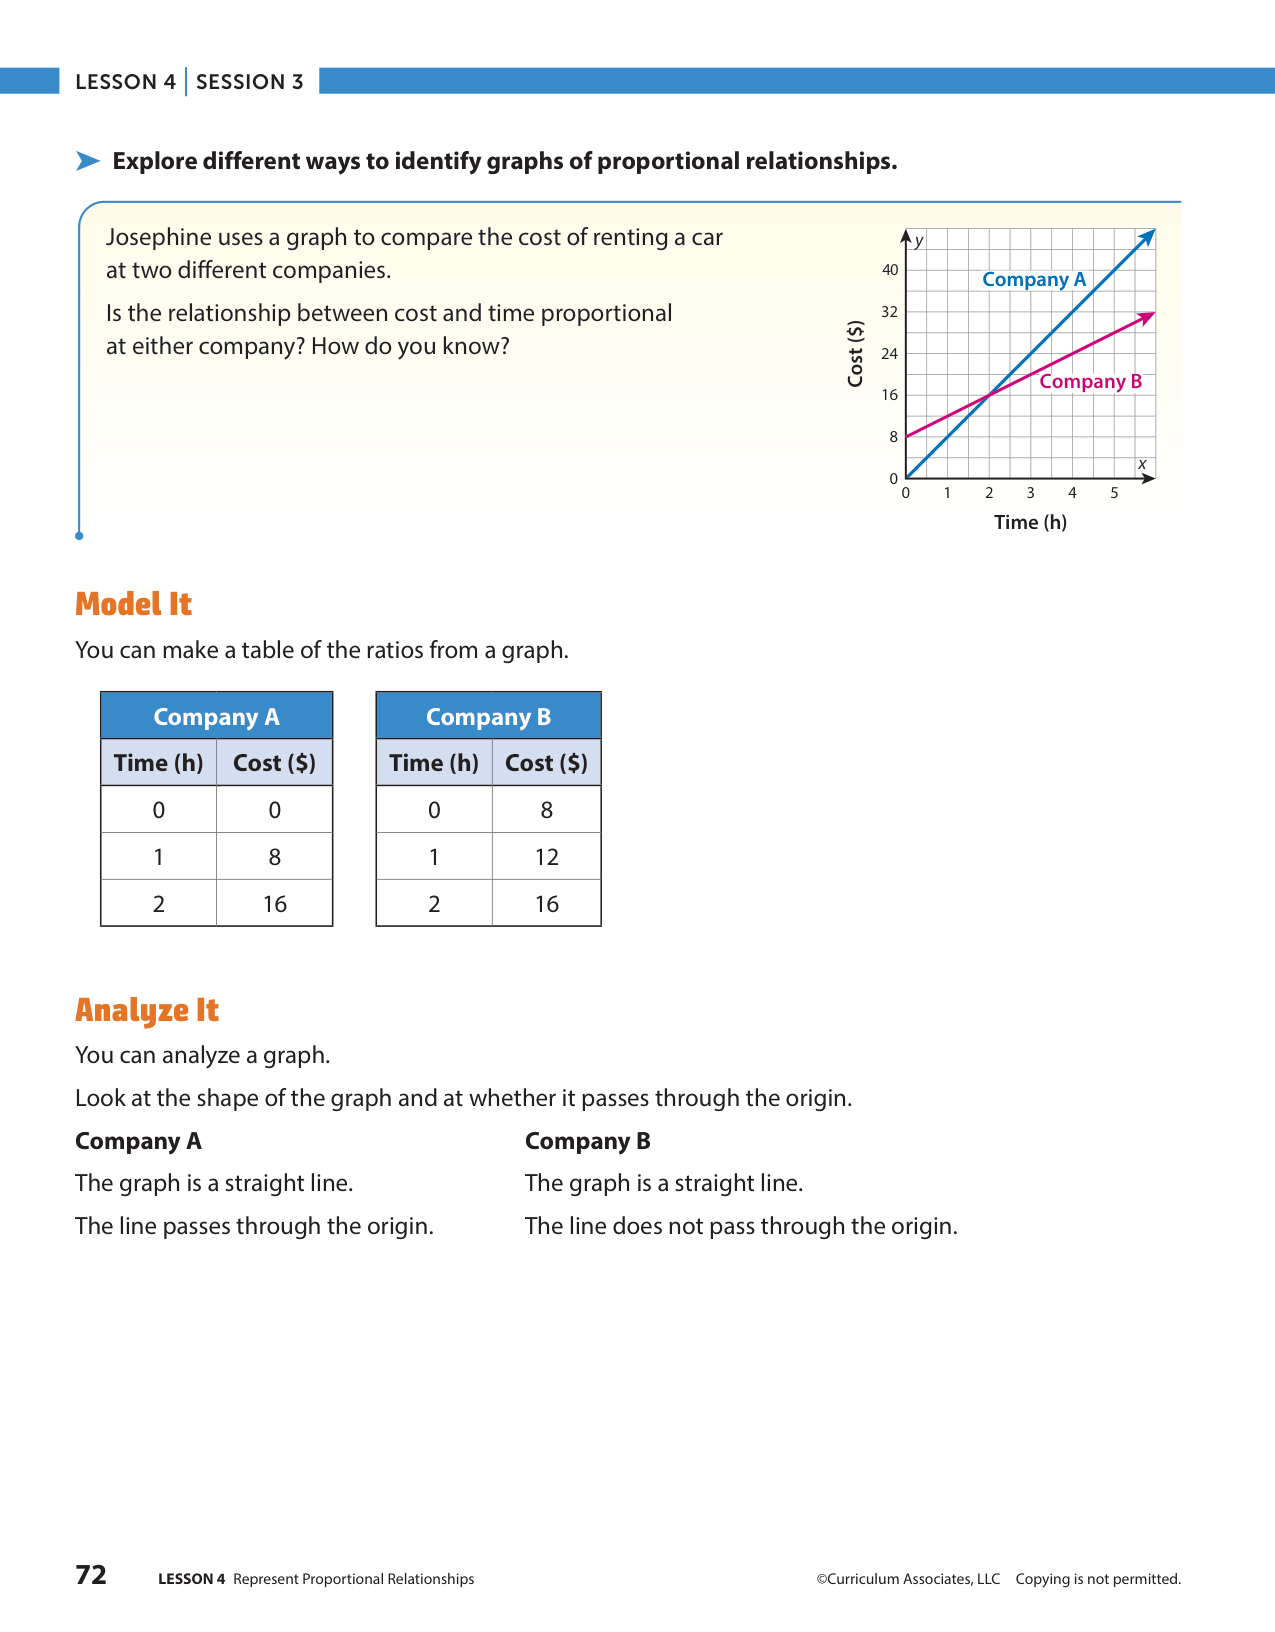 LESSON 4 | SESSION 3
➤ Explore different ways to identify graphs of proportional relationships.
Josephine uses a graph to compare the cost of renting a car
at two different companies.
Is the relationship between cost and time proportional
at either company? How do you know?
y
40
32
24
16
8
0
Cost ($)
Company A
Company B
x
0 1 2 3 4 5
Time (h)
Model It
You can make a table of the ratios from a graph.
Company A
Time (h) Cost ($)
0 0
1 8
2 16
Company B
Time (h) Cost ($)
0 8
1 12
2 16
Analyze It
You can analyze a graph.
Look at the shape of the graph and at whether it passes through the origin.
Company A
The graph is a straight line.
The line passes through the origin.
Company B
The graph is a straight line.
The line does not pass through the origin.
72 LESSON 4 Represent Proportional Relationships ©Curriculum Associates, LLC Copying is not permitted.